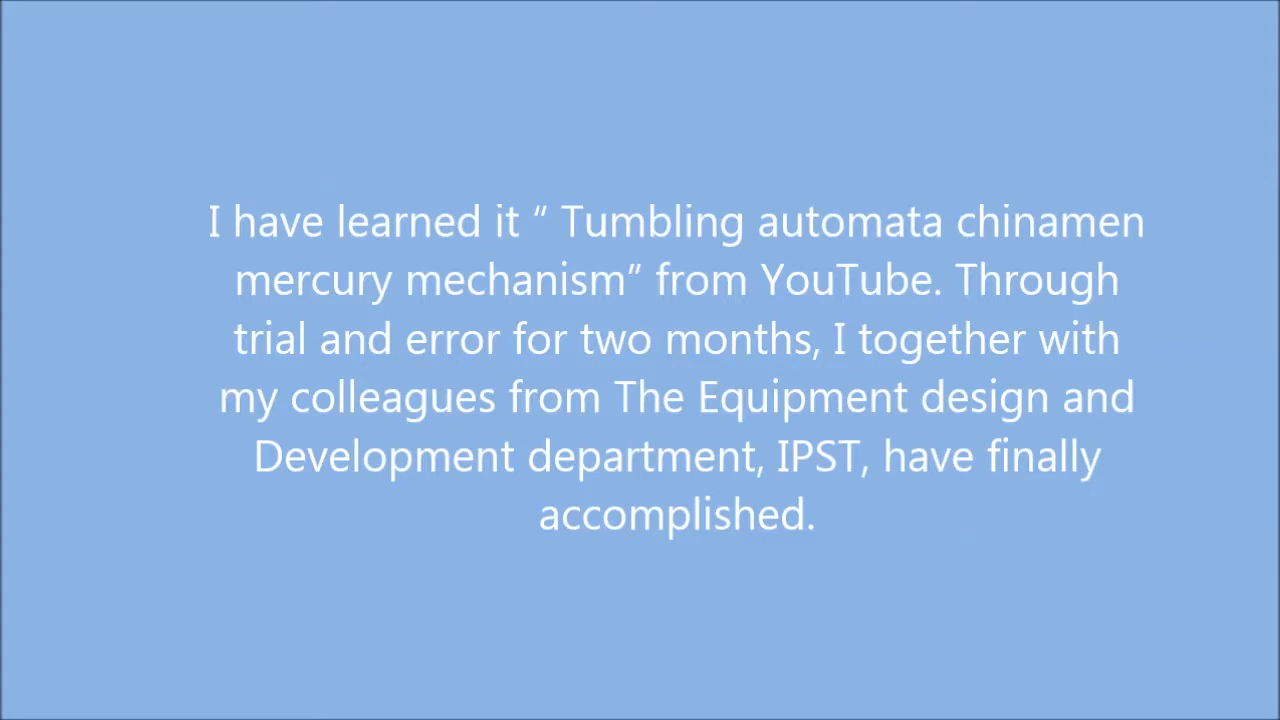 I have learned it “ Tumbling automata chinamen
mercury mechanism” from YouTube. Through
trial and error for two months, I together with
my colleagues from The Equipment design and
Development department, IPST, have finally
accomplished.